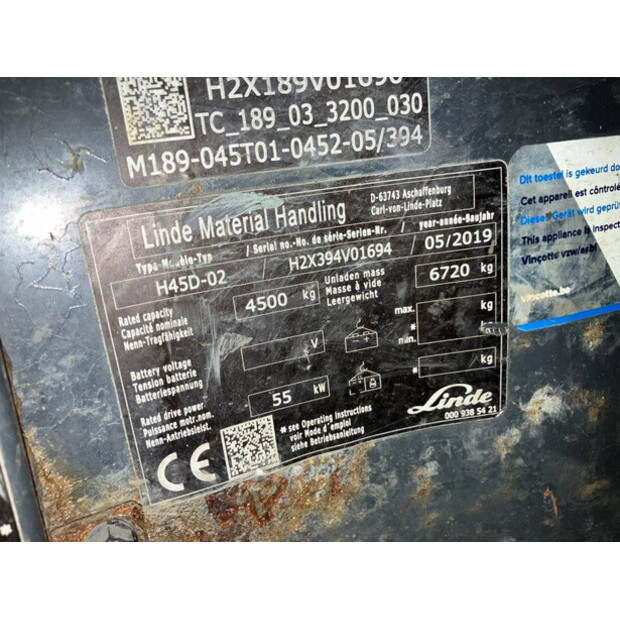 TC_189_03_3200_030
M189-045T01-0452-05/394
Linde Material Handling
D-63743 Aschaffenburg
Carl-von-Linde-Platz
Type-Modèle-Typ / Serial no.-No. de série-Serien-Nr. / year-année-Baujahr
H45D-02 / H2X394V01694 / 05/2019
Rated capacity
Capacité nominale
Nenn-Tragfähigkeit
4500 kg
Unladen mass
Masse à vide
Leergewicht
6720 kg
Battery voltage
Tension batterie
Batteriespannung
V
max. kg
* min.
* kg
Rated drive power
Puissance motr.nom.
Nenn-Antriebsleist.
55 kW
* see Operating instructions
voir Mode d'emploi
siehe Betriebsanleitung
Linde
000 938 54 21
CE
Dit toestel is gekeurd do
Cet appareil est contrôlé
Dieses Gerät wird geprüf
This appliance is inspect
Vinçotte vzw/asbl
vincotte.be